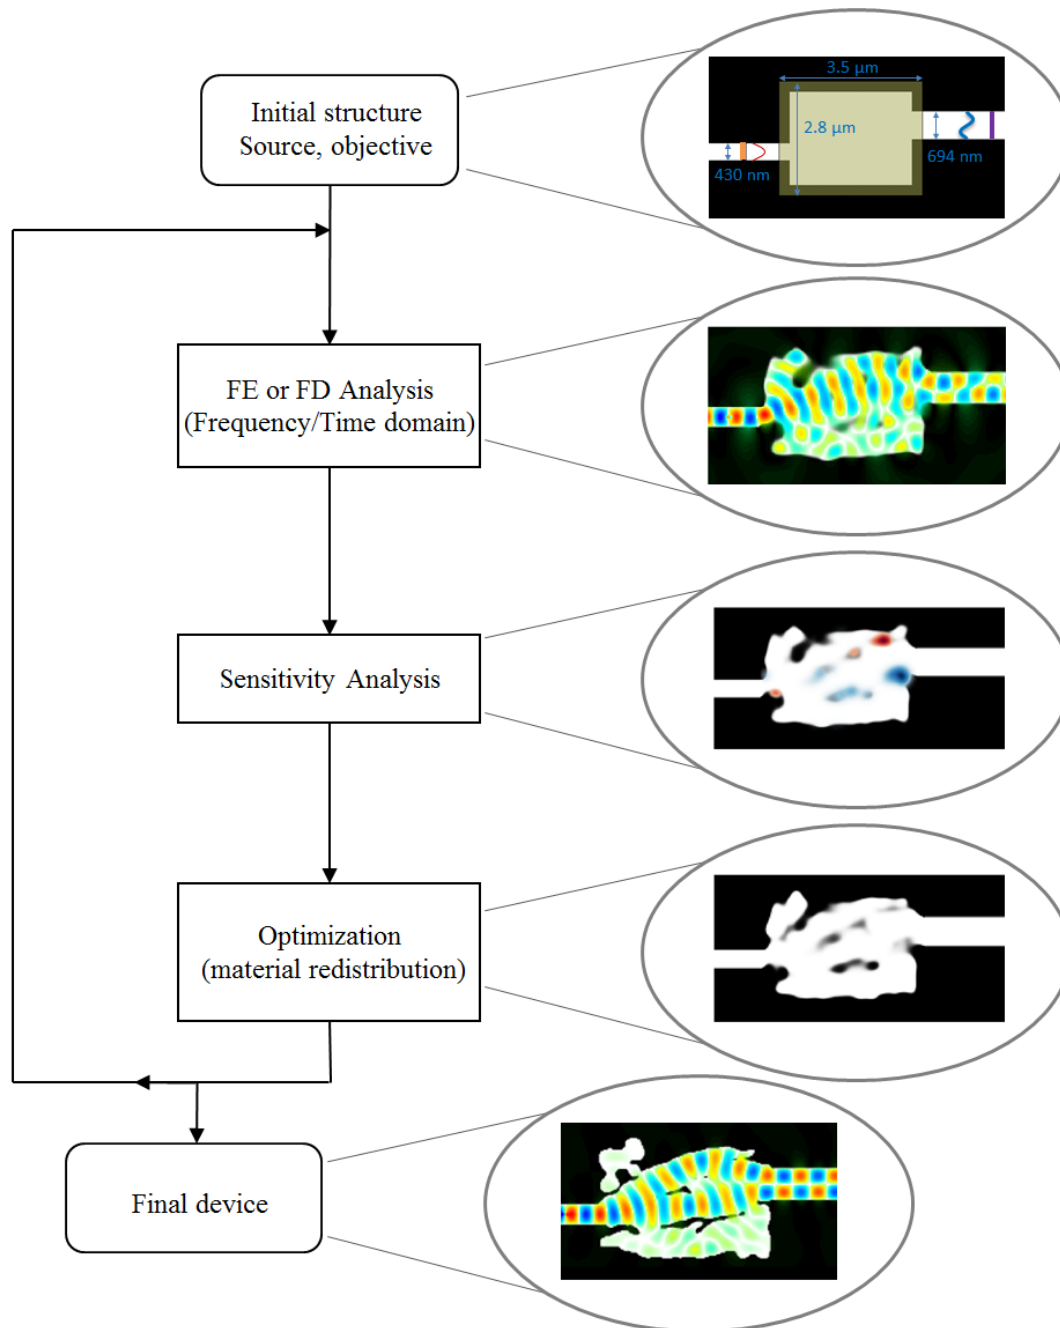 Initial structure
Source, objective
3.5 μm
2.8 μm
430 nm
694 nm
FE or FD Analysis
(Frequency/Time domain)
Sensitivity Analysis
Optimization
(material redistribution)
Final device